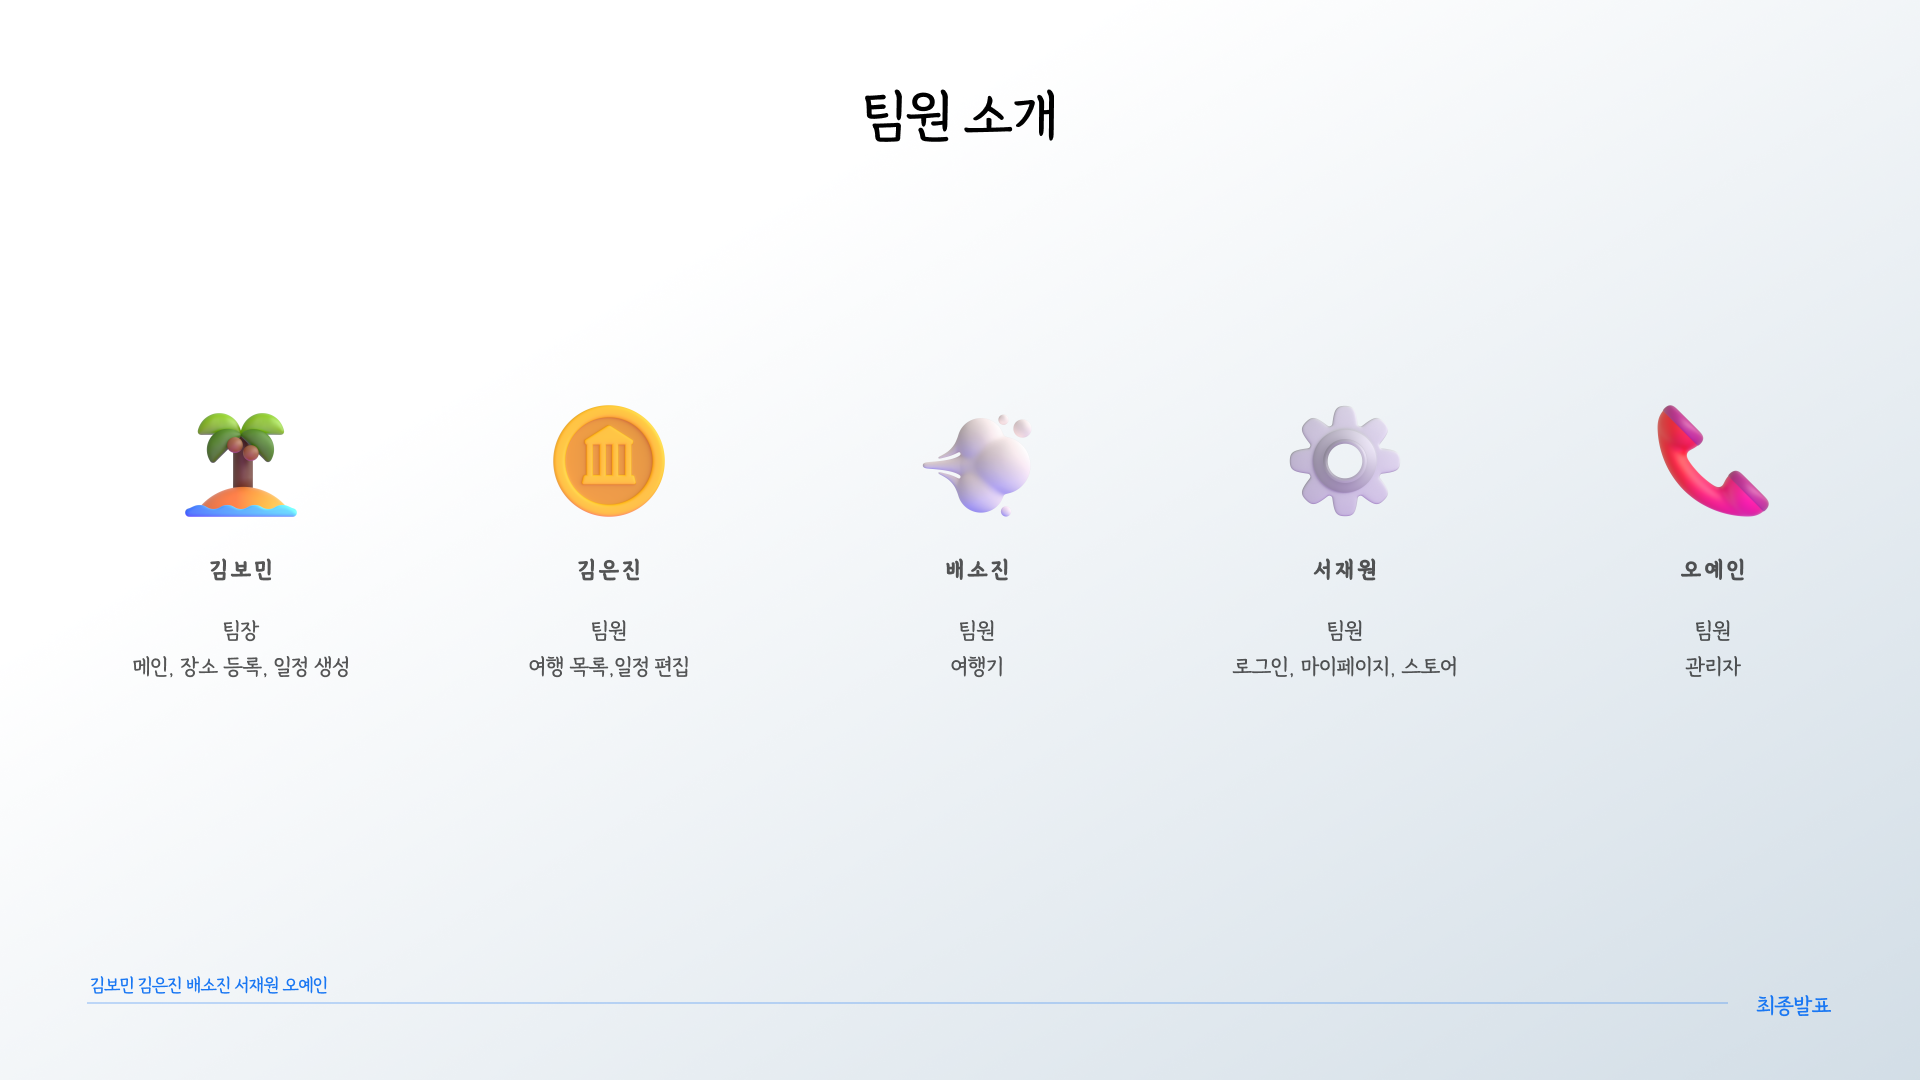 팀원 소개
김보민
팀장
메인, 장소 등록, 일정 생성
김은진
팀원
여행 목록,일정 편집
배소진
팀원
여행기
서재원
팀원
로그인, 마이페이지, 스토어
오예인
팀원
관리자
김보민 김은진 배소진 서재원 오예인
최종발표